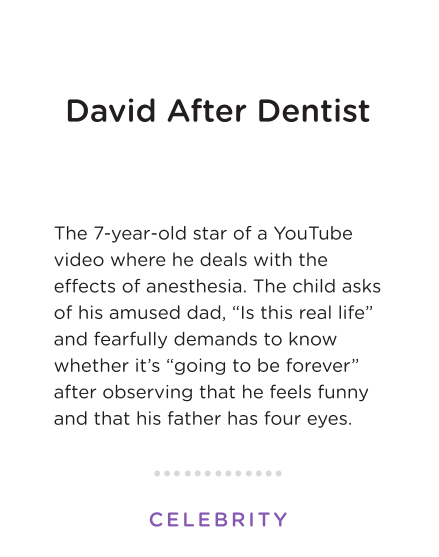 David After Dentist
The 7-year-old star of a YouTube
video where he deals with the
effects of anesthesia. The child asks
of his amused dad, “Is this real life”
and fearfully demands to know
whether it’s “going to be forever”
after observing that he feels funny
and that his father has four eyes.
CELEBRITY